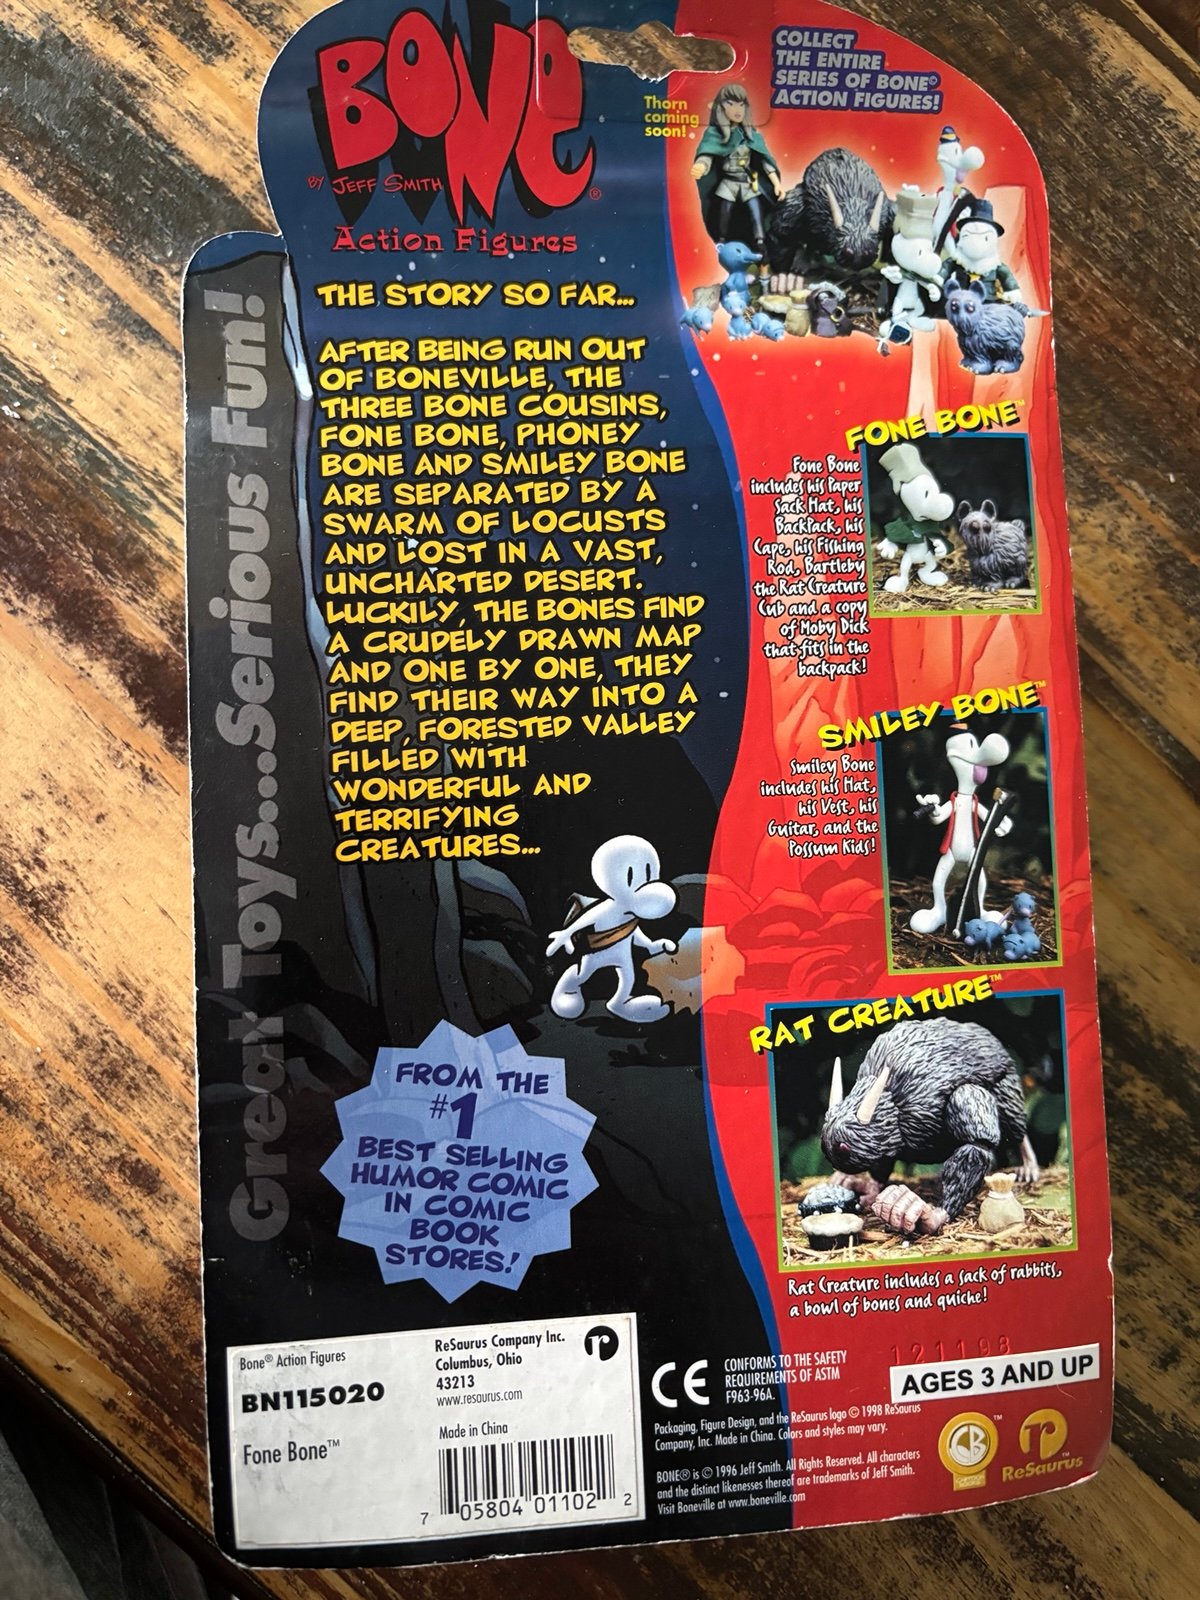 BONE
BY JEFF SMITH
®
Action Figures
Thorn
coming
soon!
COLLECT
THE ENTIRE
SERIES OF BONE©
ACTION FIGURES!
Great Toys...Serious Fun!
THE STORY SO FAR...
AFTER BEING RUN OUT
OF BONEVILLE, THE
THREE BONE COUSINS,
FONE BONE, PHONEY
BONE AND SMILEY BONE
ARE SEPARATED BY A
SWARM OF LOCUSTS
AND LOST IN A VAST,
UNCHARTED DESERT.
LUCKILY, THE BONES FIND
A CRUDELY DRAWN MAP
AND ONE BY ONE, THEY
FIND THEIR WAY INTO A
DEEP, FORESTED VALLEY
FILLED WITH
WONDERFUL AND
TERRIFYING
CREATURES...
FONE BONE™
Fone Bone
includes his Paper
Sack Hat, his
BackPack, his
Cape, his Fishing
Rod, Bartleby
the Rat Creature
Cub and a copy
of Moby Dick
that fits in the
backpack!
SMILEY BONE™
Smiley Bone
includes his Hat,
his Vest, his
Guitar, and the
Possum Kids!
RAT CREATURE™
Rat Creature includes a sack of rabbits,
a bowl of bones and quiche!
FROM THE
#1
BEST SELLING
HUMOR COMIC
IN COMIC
BOOK
STORES!
Bone® Action Figures
BN115020
Fone Bone™
ReSaurus Company Inc.
Columbus, Ohio
43213
www.resaurus.com
r
Made in China
7 05804 01102 2
CE
CONFORMS TO THE SAFETY
REQUIREMENTS OF ASTM
F963-96A.
121198
AGES 3 AND UP
Packaging, Figure Design, and the ReSaurus logo © 1998 ReSaurus
Company, Inc. Made in China. Colors and styles may vary.
BONE® is © 1996 Jeff Smith. All Rights Reserved. All characters
and the distinct likenesses thereof are trademarks of Jeff Smith.
Visit Boneville at www.boneville.com
CB™
CARTOON
BOOKS
r™
ReSaurus